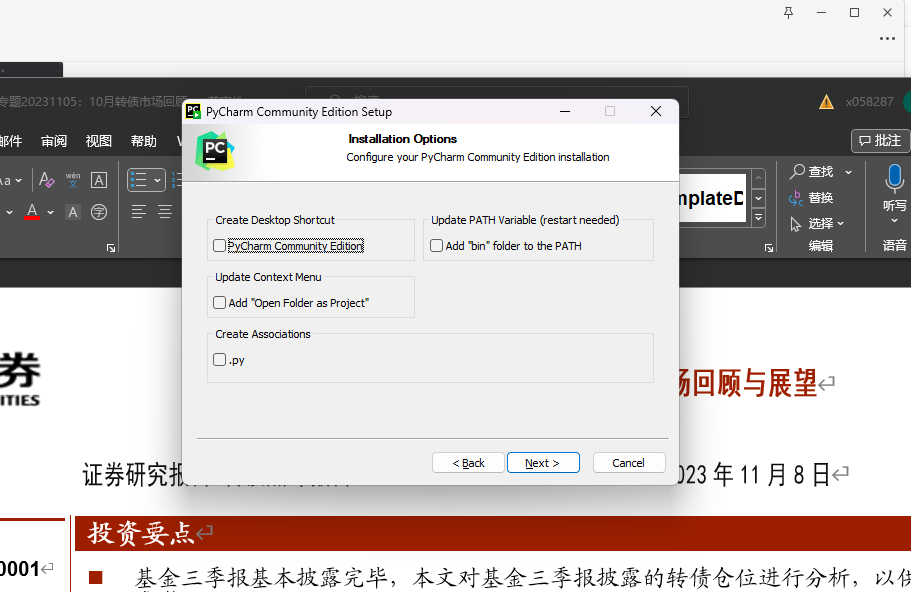 专题20231105：10月转债市场回顾
x058287
PC PyCharm Community Edition Setup
邮件 审阅 视图 帮助
批注
PC
Installation Options
Configure your PyCharm Community Edition installation
Aa
wén
文
A
查找
替换
选择
编辑
听写
语音
A
A
字
mplateD
Create Desktop Shortcut
PyCharm Community Edition
Update PATH Variable (restart needed)
Add "bin" folder to the PATH
Update Context Menu
Add "Open Folder as Project"
Create Associations
.py
券
ITIES
场回顾与展望
< Back
Next >
Cancel
证券研究报
023 年 11 月 8 日
投资要点
0001
基金三季报基本披露完毕，本文对基金三季报披露的转债仓位进行分析，以供